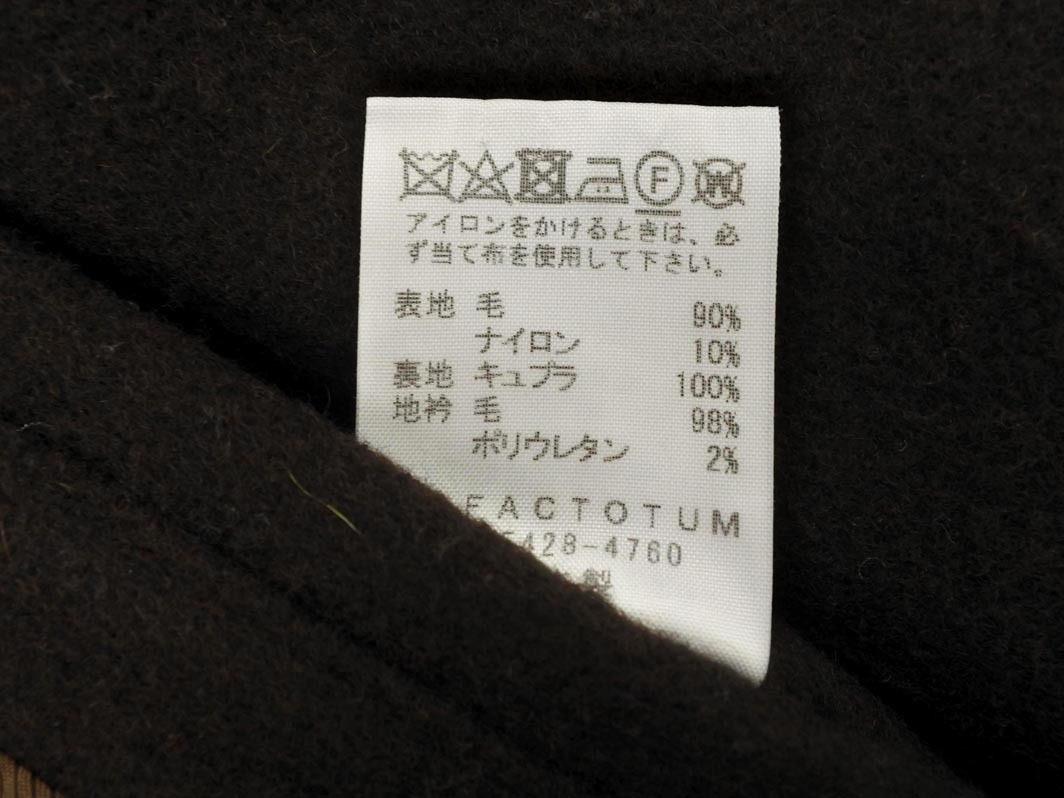 F W
アイロンをかけるときは、必
ず当て布を使用して下さい。
表地 毛 90%
ナイロン 10%
裏地 キュプラ 100%
地衿 毛 98%
ポリウレタン 2%
FACTOTUM
5428-4760
製